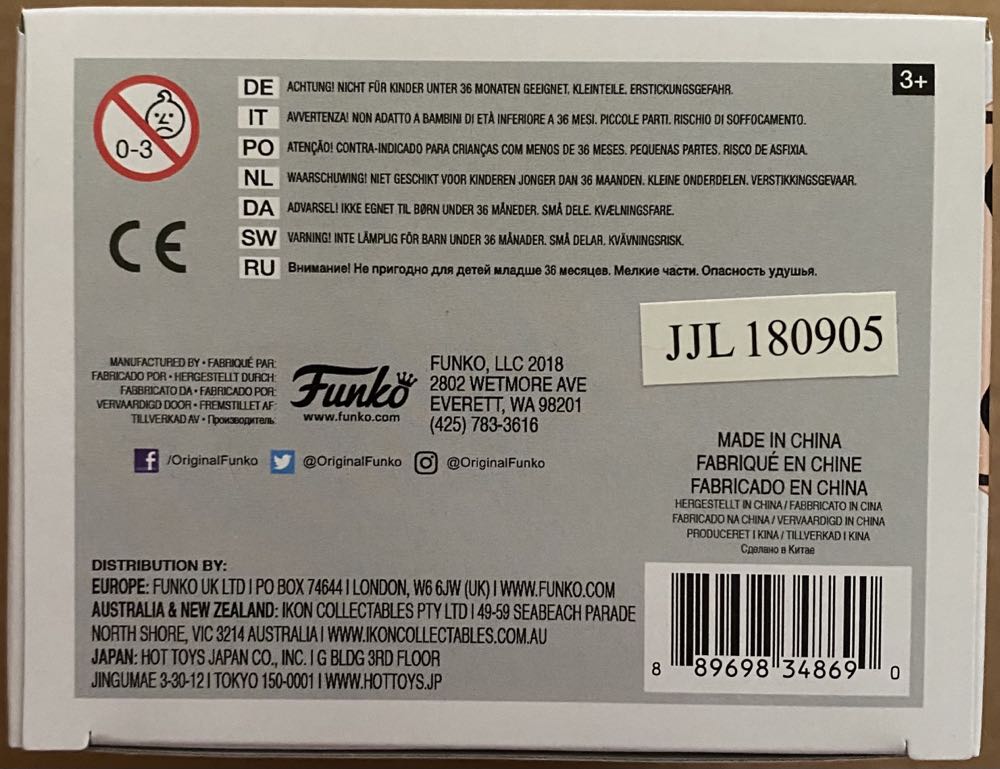 3+
0-3
DE ACHTUNG! NICHT FÜR KINDER UNTER 36 MONATEN GEEIGNET. KLEINTEILE. ERSTICKUNGSGEFAHR.
IT AVVERTENZA! NON ADATTO A BAMBINI DI ETÀ INFERIORE A 36 MESI. PICCOLE PARTI. RISCHIO DI SOFFOCAMENTO.
PO ATENÇÃO! CONTRA-INDICADO PARA CRIANÇAS COM MENOS DE 36 MESES. PEQUENAS PARTES. RISCO DE ASFIXIA.
NL WAARSCHUWING! NIET GESCHIKT VOOR KINDEREN JONGER DAN 36 MAANDEN. KLEINE ONDERDELEN. VERSTIKKINGSGEVAAR.
DA ADVARSEL! IKKE EGNET TIL BØRN UNDER 36 MÅNEDER. SMÅ DELE. KVÆLNINGSFARE.
SW VARNING! INTE LÄMPLIG FÖR BARN UNDER 36 MÅNADER. SMÅ DELAR. KVÄVNINGSRISK.
RU Внимание! Не пригодно для детей младше 36 месяцев. Мелкие части. Опасность удушья.
CE
JJL 180905
MANUFACTURED BY • FABRIQUÉ PAR:
FABRICADO POR • HERGESTELLT DURCH:
FABBRICATO DA • FABRICADO POR:
VERVAARDIGD DOOR • FREMSTILLET AF:
TILLVERKAD AV • Производитель:
Funko
www.funko.com
FUNKO, LLC 2018
2802 WETMORE AVE
EVERETT, WA 98201
(425) 783-3616
/OriginalFunko @OriginalFunko @OriginalFunko
MADE IN CHINA
FABRIQUÉ EN CHINE
FABRICADO EN CHINA
HERGESTELLT IN CHINA / FABBRICATO IN CINA
FABRICADO NA CHINA / VERVAARDIGD IN CHINA
PRODUCERET I KINA / TILLVERKAD I KINA
Сделано в Китае
DISTRIBUTION BY:
EUROPE: FUNKO UK LTD | PO BOX 74644 | LONDON, W6 6JW (UK) | WWW.FUNKO.COM
AUSTRALIA & NEW ZEALAND: IKON COLLECTABLES PTY LTD | 49-59 SEABEACH PARADE
NORTH SHORE, VIC 3214 AUSTRALIA | WWW.IKONCOLLECTABLES.COM.AU
JAPAN: HOT TOYS JAPAN CO., INC. | G BLDG 3RD FLOOR
JINGUMAE 3-30-12 | TOKYO 150-0001 | WWW.HOTTOYS.JP
8 89698 34869 0